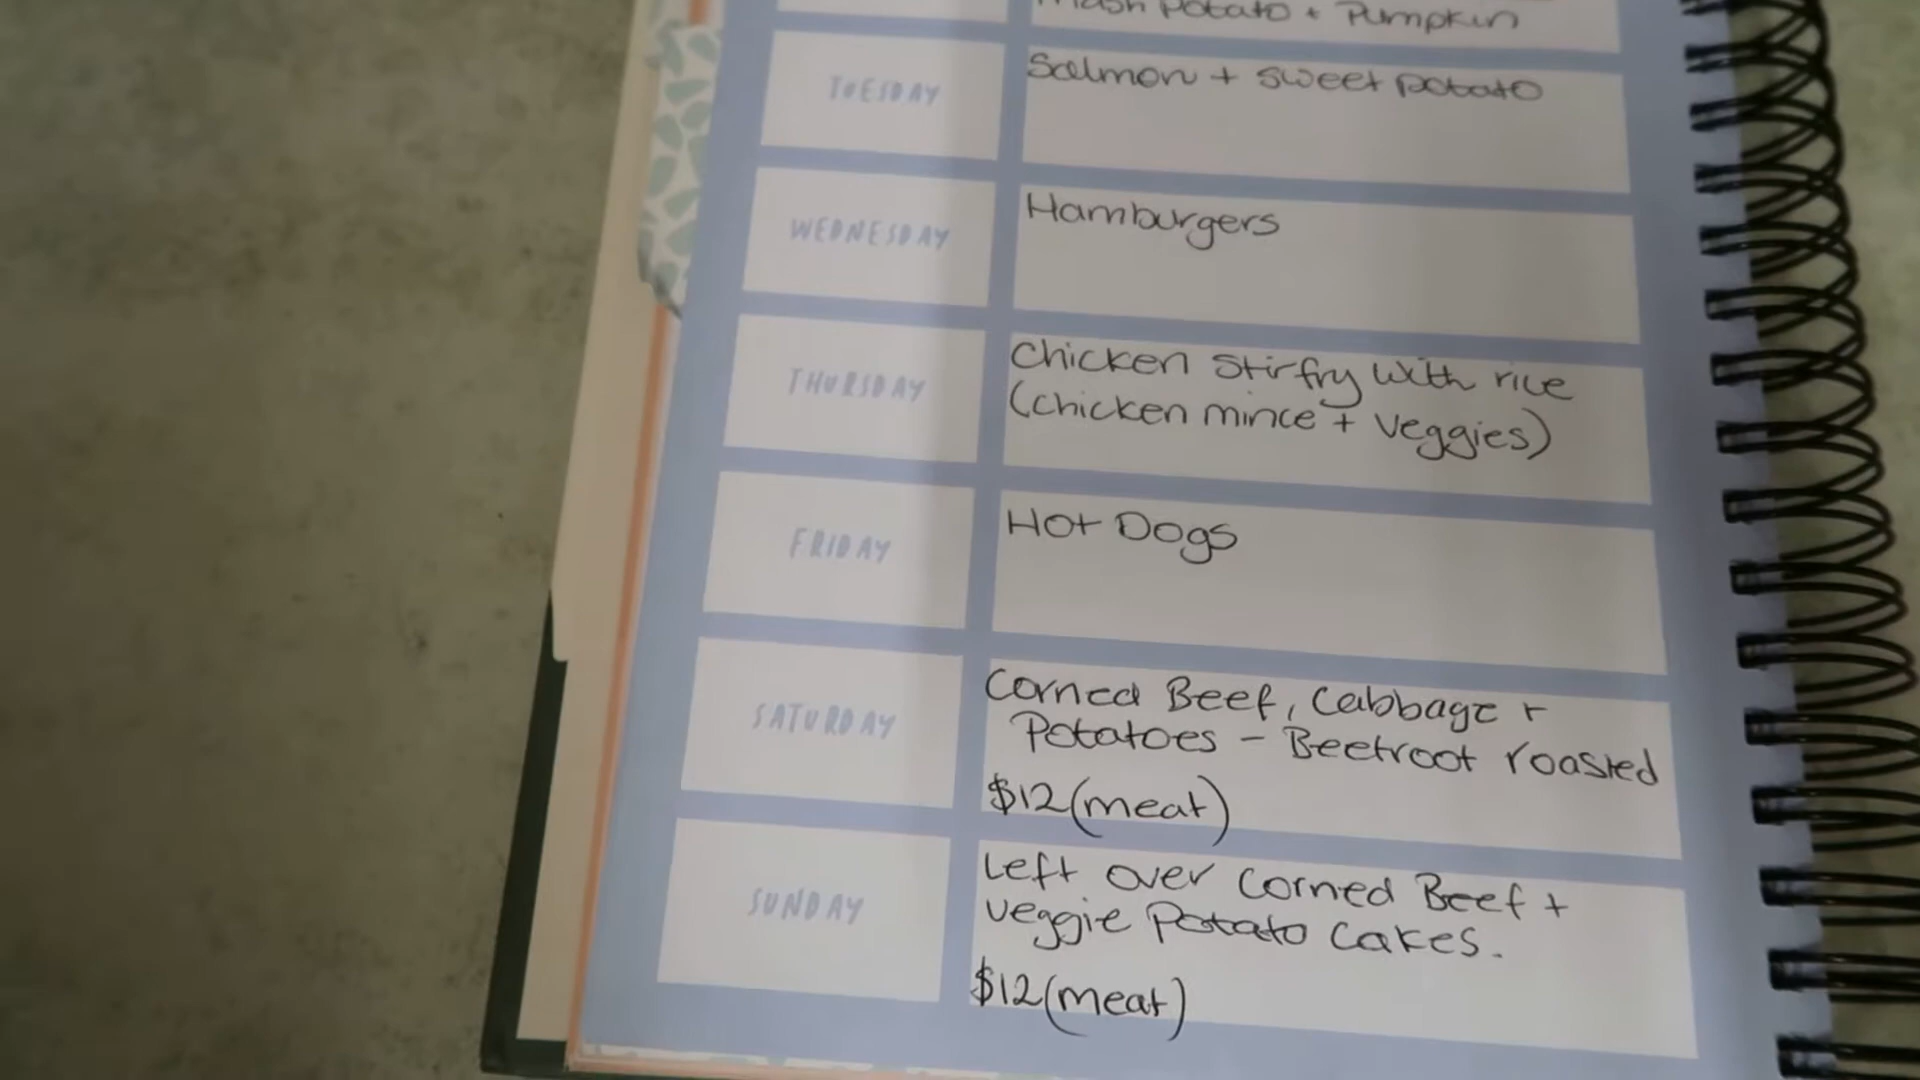 Mash Potato + Pumpkin
TUESDAY
Salmon + sweet potato
WEDNESDAY
Hamburgers
THURSDAY
Chicken Stirfry with rice
(chicken mince + veggies)
FRIDAY
Hot Dogs
SATURDAY
Corned Beef, Cabbage +
Potatoes - Beetroot roasted
$12 (meat)
SUNDAY
Left over Corned Beef +
veggie Potato Cakes.
$12 (meat)